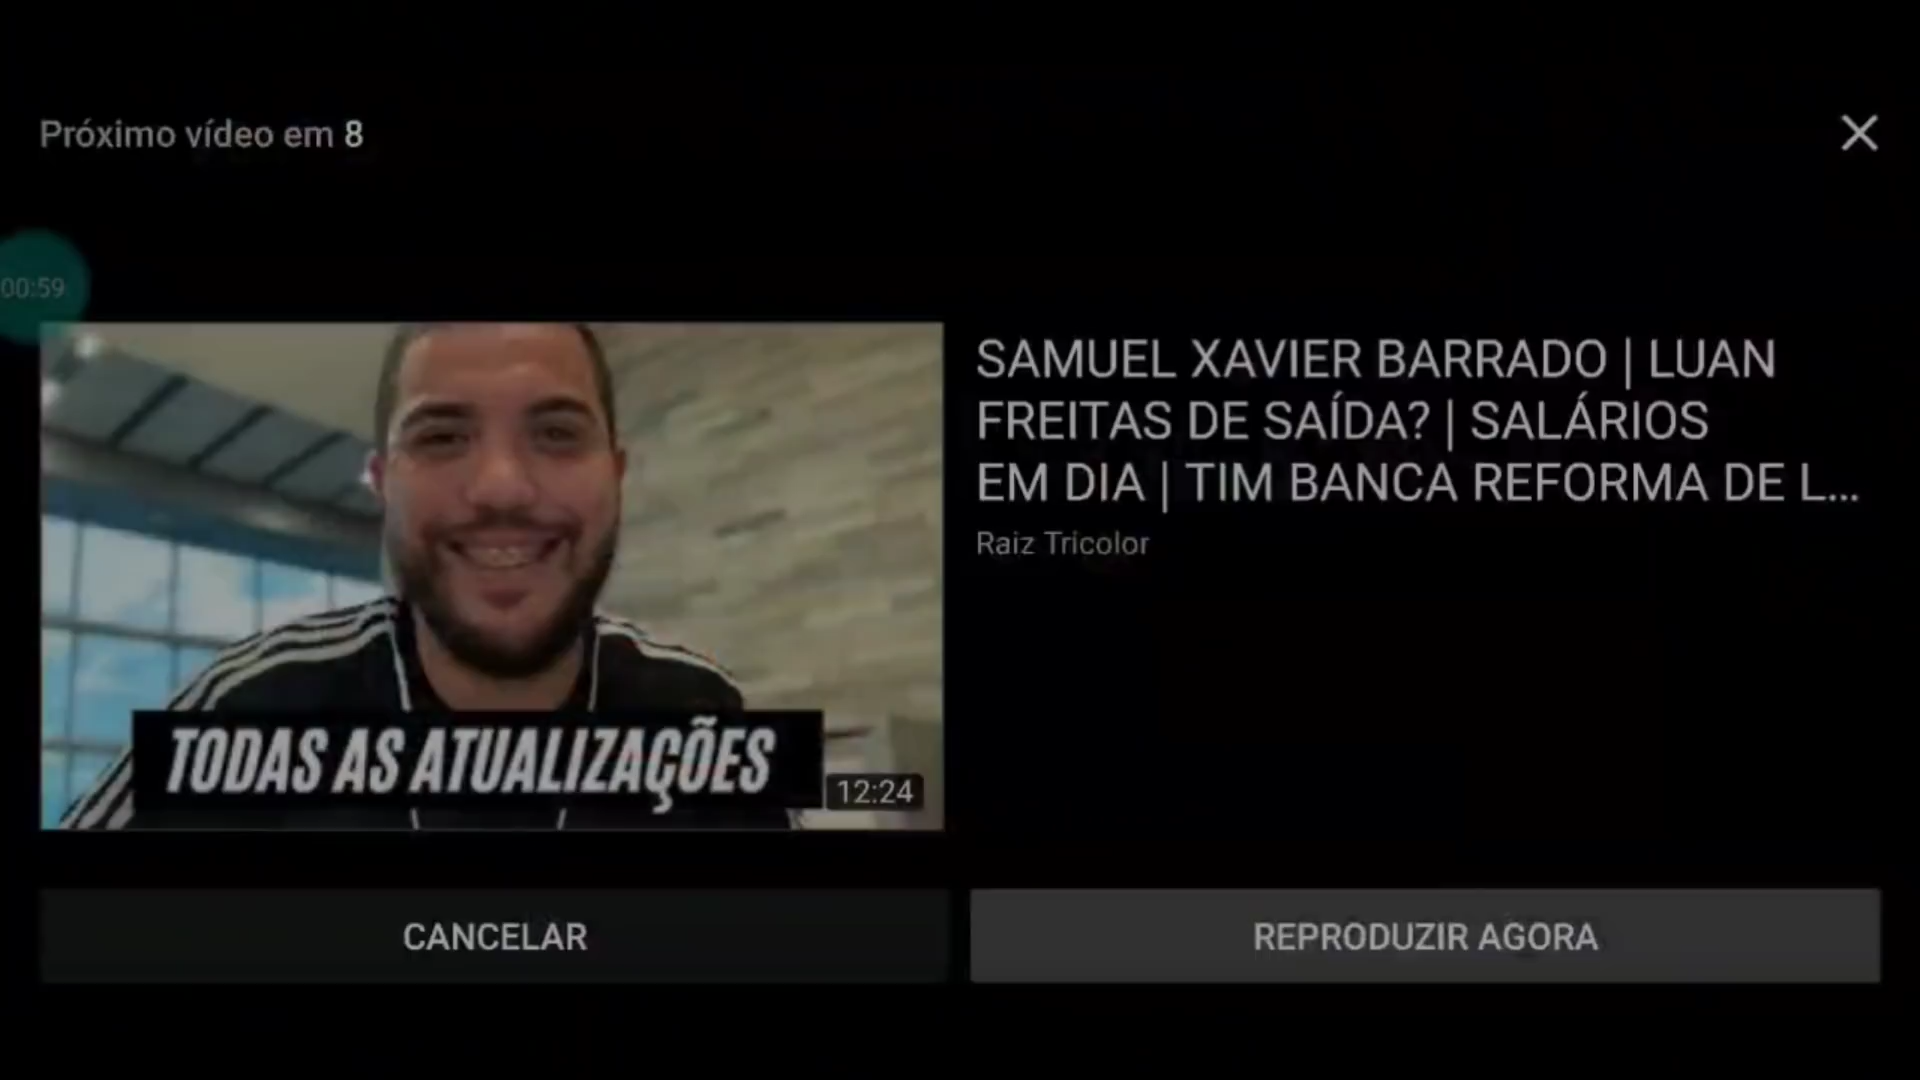 Próximo vídeo em 8
00:59
SAMUEL XAVIER BARRADO | LUAN
FREITAS DE SAÍDA? | SALÁRIOS
EM DIA | TIM BANCA REFORMA DE L...
Raiz Tricolor
TODAS AS ATUALIZAÇÕES
12:24
CANCELAR
REPRODUZIR AGORA